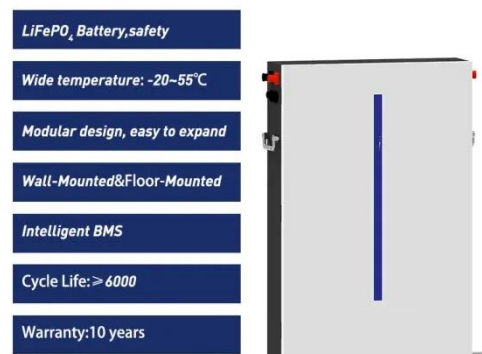 LiFePO₄ Battery,safety
Wide temperature: -20~55℃
Modular design, easy to expand
Wall-Mounted&Floor-Mounted
Intelligent BMS
Cycle Life:≥6000
Warranty:10 years